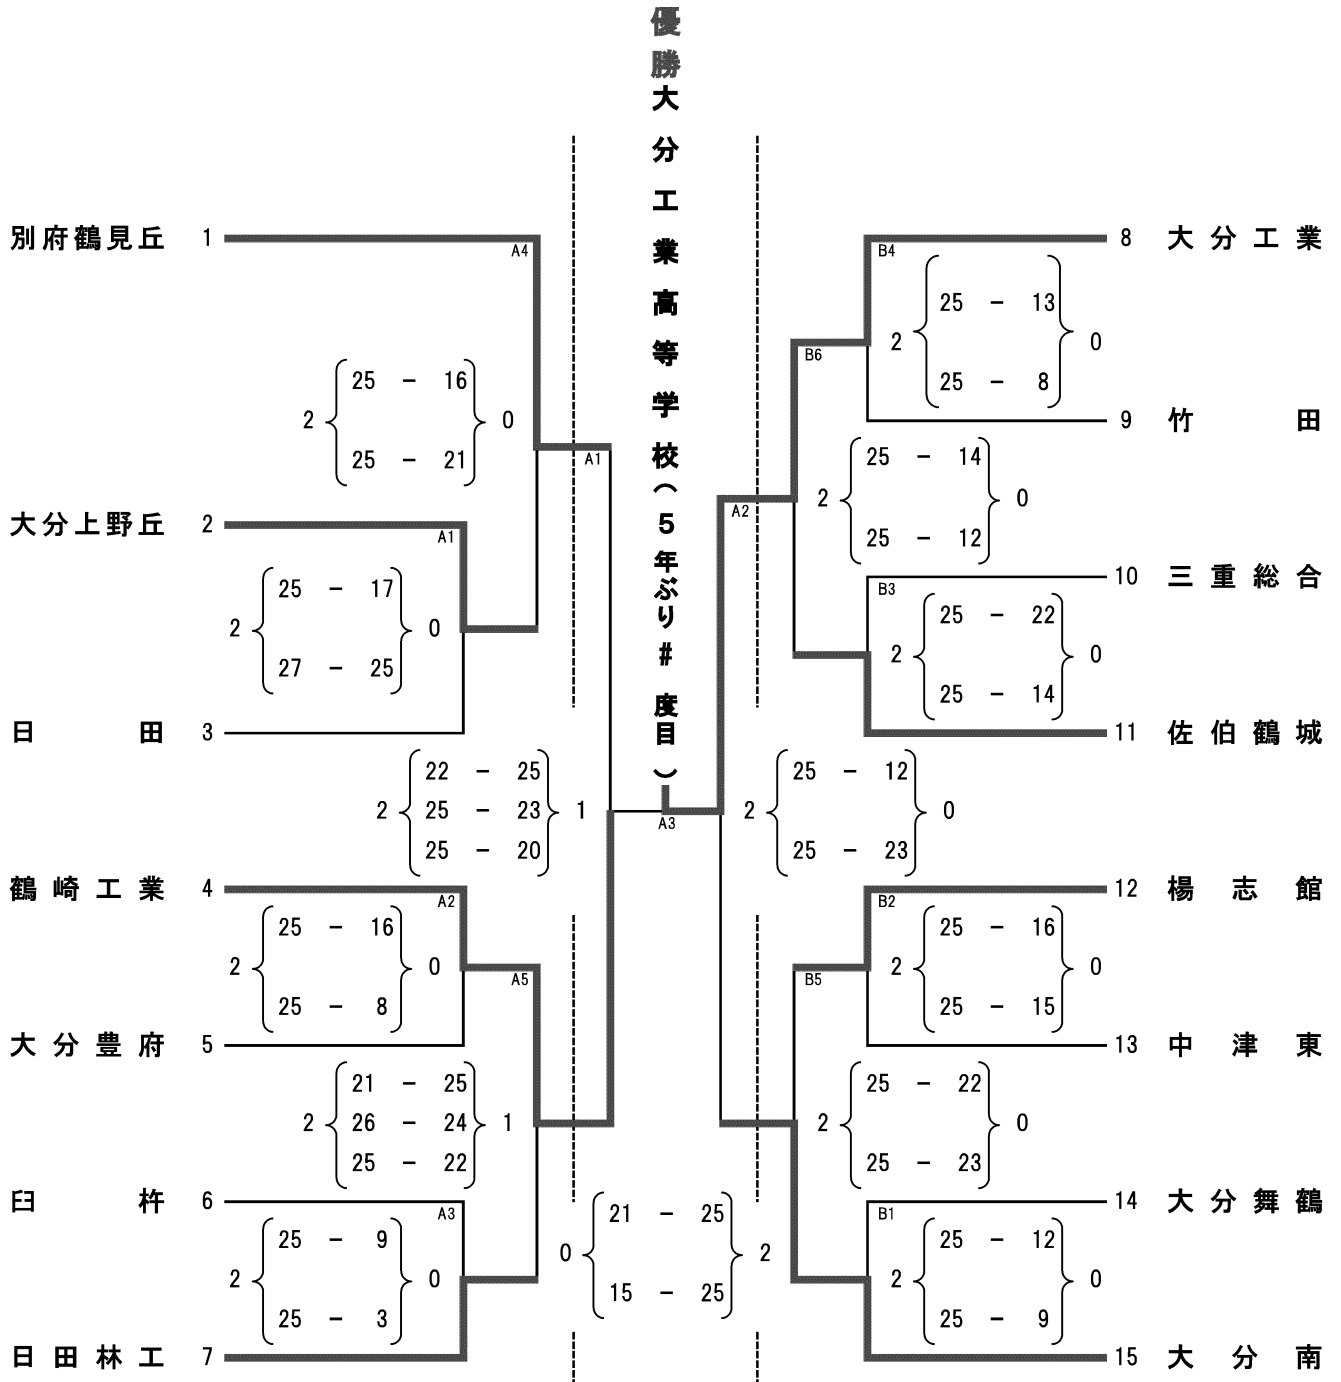 優勝
大分工業高等学校(5年ぶり#度目)
別府鶴見丘 1
A4
2 25 - 16 0
25 - 21
大分上野丘 2
A1
2 25 - 17 0
27 - 25
日田 3
A1
2 22 - 25 1
25 - 23
25 - 20
鶴崎工業 4
A2
2 25 - 16 0
25 - 8
A5
大分豊府 5
2 21 - 25 1
26 - 24
25 - 22
臼杵 6
A3
2 25 - 9 0
25 - 3
日田林工 7
A3
0 21 - 25 2
15 - 25
8 大分工業
B4
2 25 - 13 0
25 - 8
B6
9 竹田
2 25 - 14 0
25 - 12
A2
10 三重総合
B3
2 25 - 22 0
25 - 14
11 佐伯鶴城
2 25 - 12 0
25 - 23
12 楊志館
B2
2 25 - 16 0
25 - 15
B5
13 中津東
2 25 - 22 0
25 - 23
14 大分舞鶴
B1
2 25 - 12 0
25 - 9
15 大分南